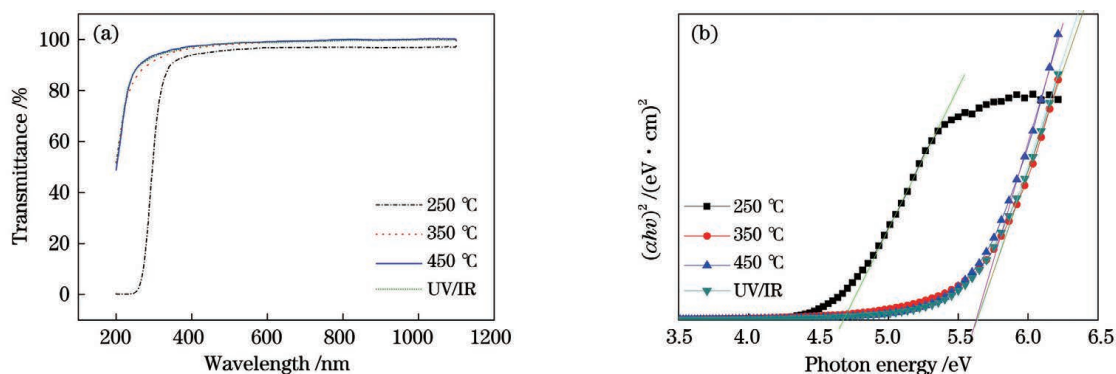 (a)
Transmittance /%
100
80
60
40
20
0
250 ℃
350 ℃
450 ℃
UV/IR
200 400 600 800 1000 1200
Wavelength /nm
(b)
(αhν)² /(eV·cm)²
250 ℃
350 ℃
450 ℃
UV/IR
3.5 4.0 4.5 5.0 5.5 6.0 6.5
Photon energy /eV